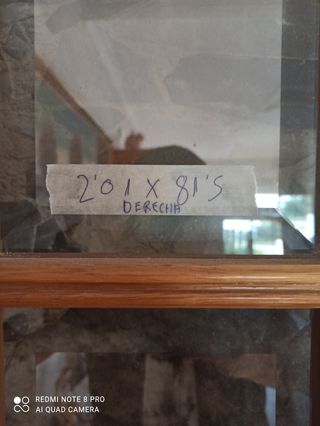 2'01 X 81'5
DERECHA
REDMI NOTE 8 PRO
AI QUAD CAMERA